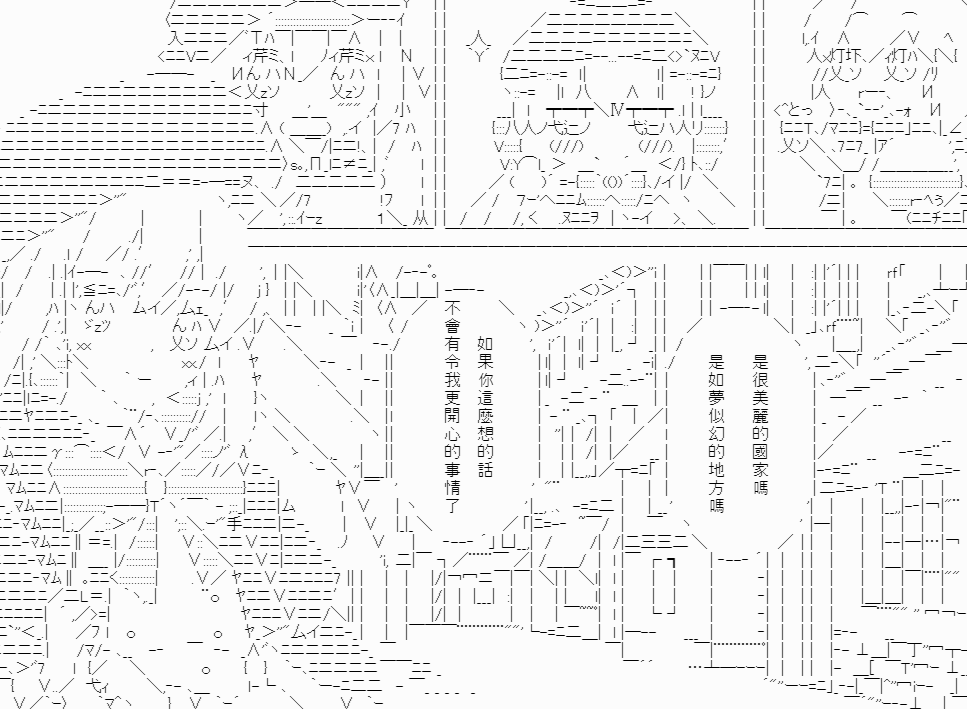 是很美麗的國家嗎
是如夢似幻的地方嗎
如果你這麼想的話
不會有令我更開心的事情了